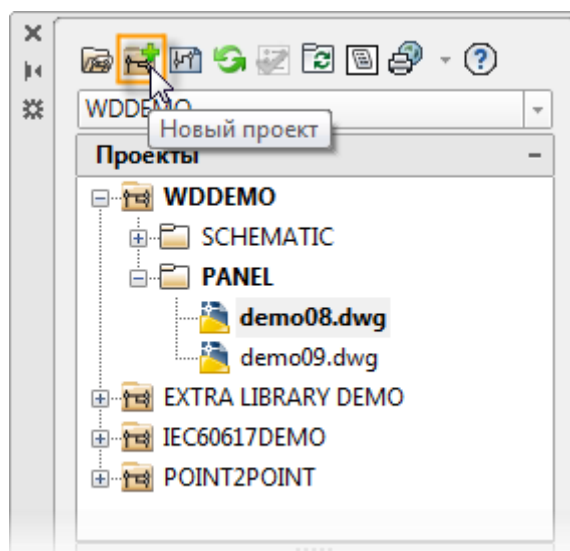 WDDEMO
Новый проект
Проекты
WDDEMO
SCHEMATIC
PANEL
demo08.dwg
demo09.dwg
EXTRA LIBRARY DEMO
IEC60617DEMO
POINT2POINT